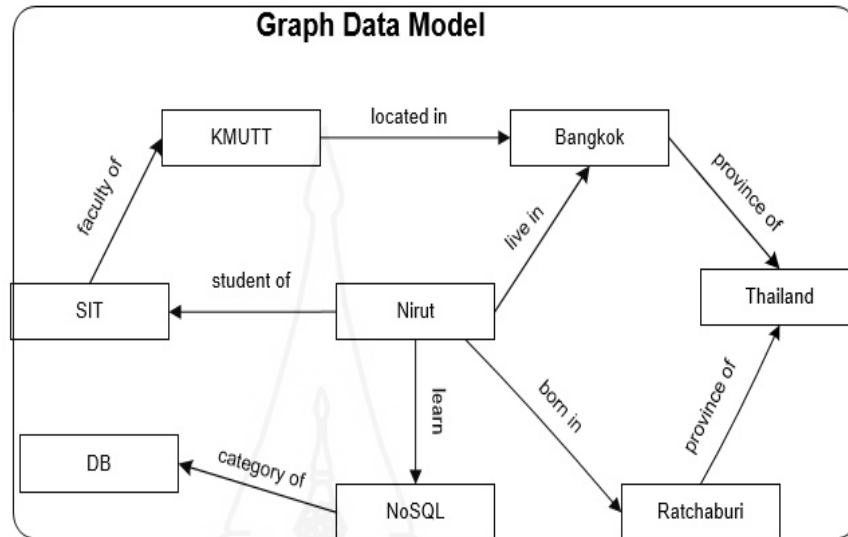 Graph Data Model
KMUTT
located in
Bangkok
faculty of
live in
province of
SIT
student of
Nirut
Thailand
learn
born in
province of
DB
category of
NoSQL
Ratchaburi